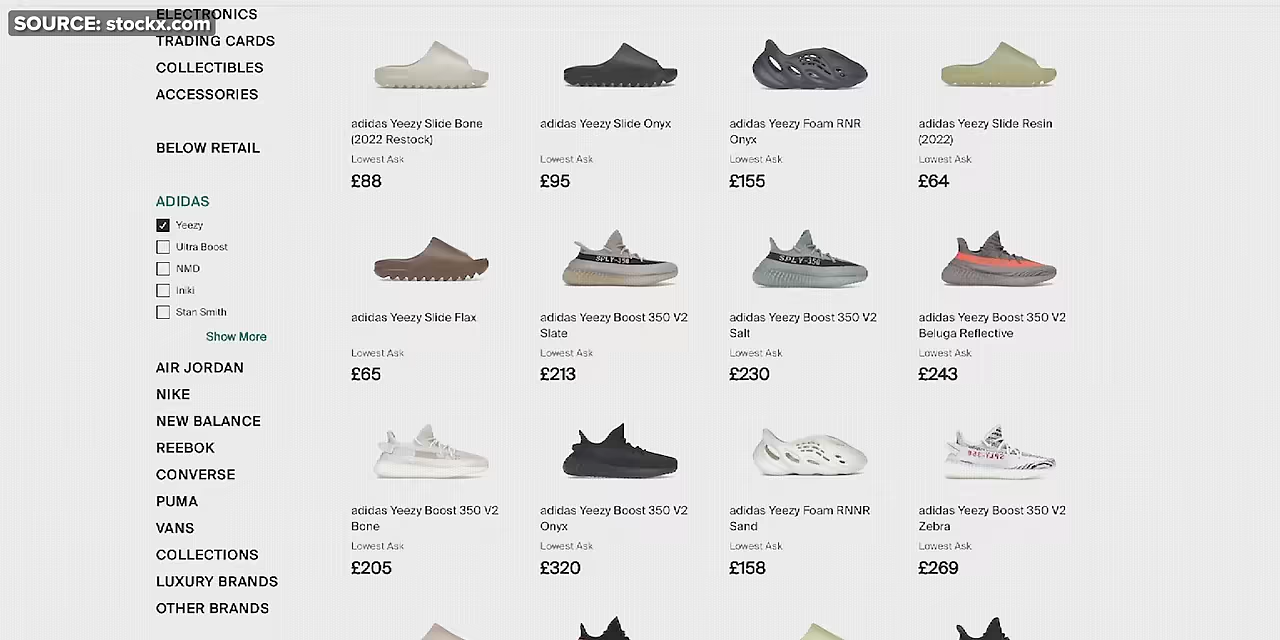 ELECTRONICS
SOURCE: stockx.com
TRADING CARDS
COLLECTIBLES
ACCESSORIES
BELOW RETAIL
ADIDAS
Yeezy
Ultra Boost
NMD
Iniki
Stan Smith
Show More
AIR JORDAN
NIKE
NEW BALANCE
REEBOK
CONVERSE
PUMA
VANS
COLLECTIONS
LUXURY BRANDS
OTHER BRANDS
adidas Yeezy Slide Bone
(2022 Restock)
Lowest Ask
£88
adidas Yeezy Slide Onyx
Lowest Ask
£95
adidas Yeezy Foam RNR
Onyx
Lowest Ask
£155
adidas Yeezy Slide Resin
(2022)
Lowest Ask
£64
adidas Yeezy Slide Flax
Lowest Ask
£65
SPLY-350
adidas Yeezy Boost 350 V2
Slate
Lowest Ask
£213
SPLY-350
adidas Yeezy Boost 350 V2
Salt
Lowest Ask
£230
adidas Yeezy Boost 350 V2
Beluga Reflective
Lowest Ask
£243
adidas Yeezy Boost 350 V2
Bone
Lowest Ask
£205
adidas Yeezy Boost 350 V2
Onyx
Lowest Ask
£320
adidas Yeezy Foam RNNR
Sand
Lowest Ask
£158
adidas Yeezy Boost 350 V2
Zebra
Lowest Ask
£269